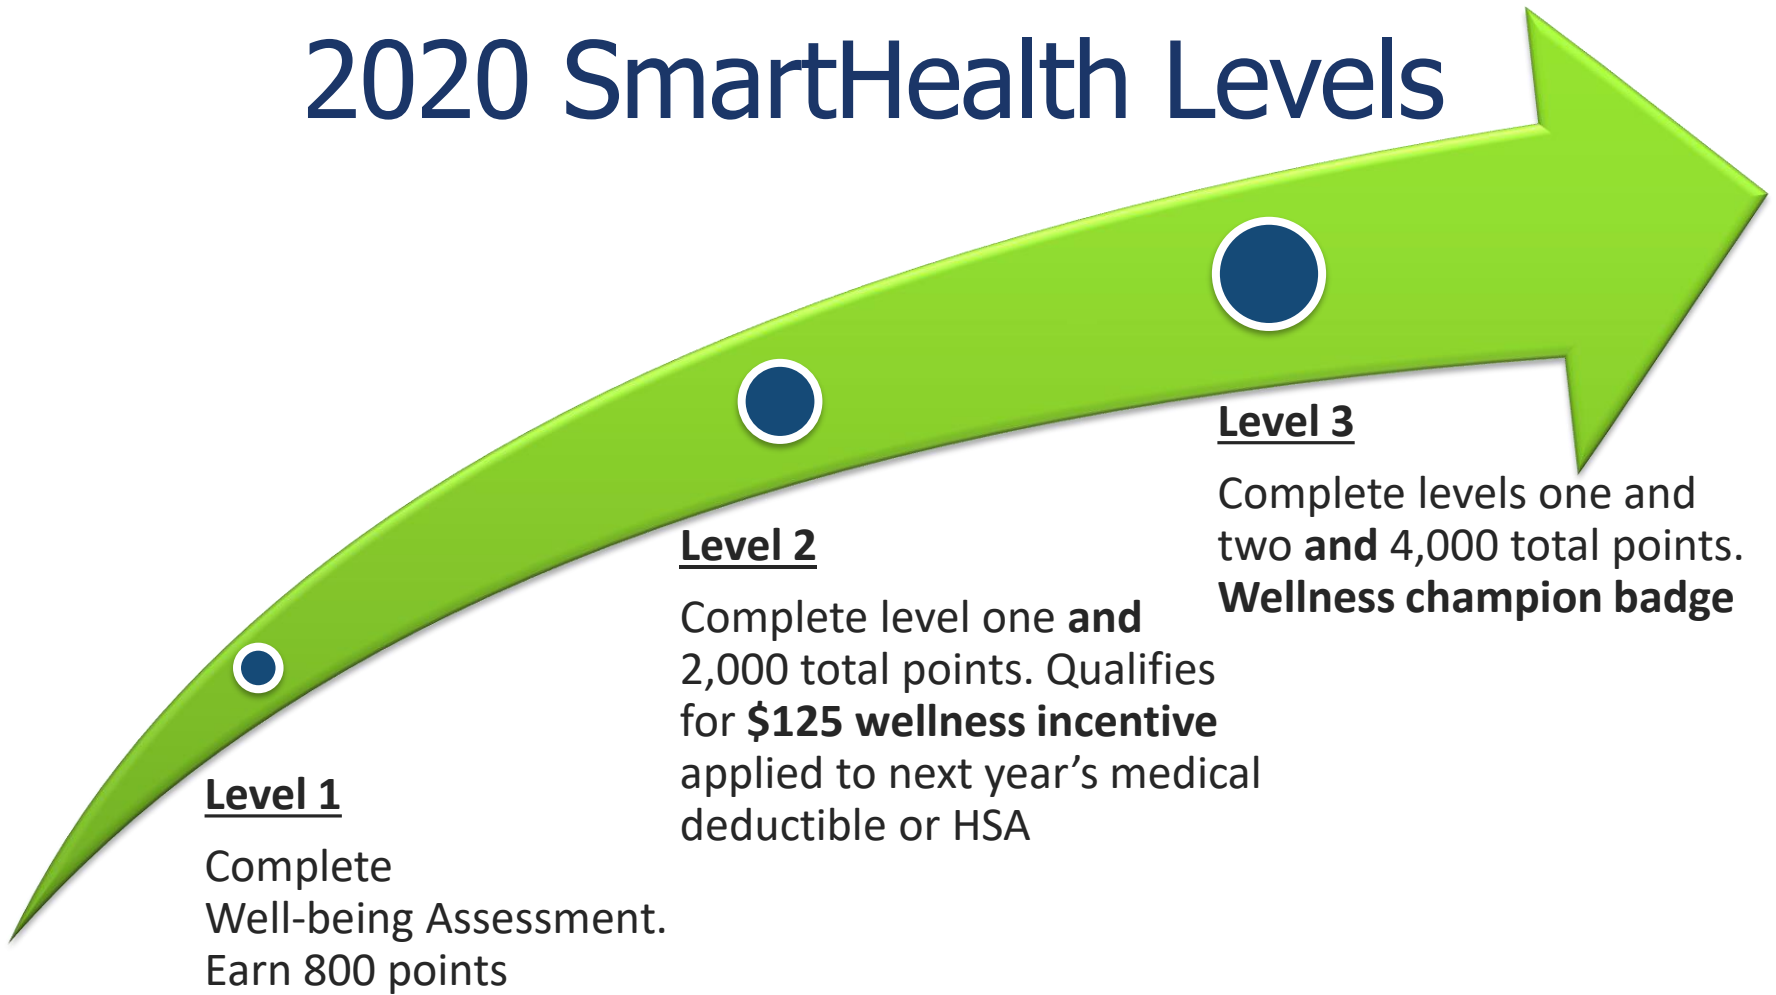 2020 SmartHealth Levels
Level 1
Complete
Well-being Assessment.
Earn 800 points
Level 2
Complete level one and
2,000 total points. Qualifies
for $125 wellness incentive
applied to next year’s medical
deductible or HSA
Level 3
Complete levels one and
two and 4,000 total points.
Wellness champion badge